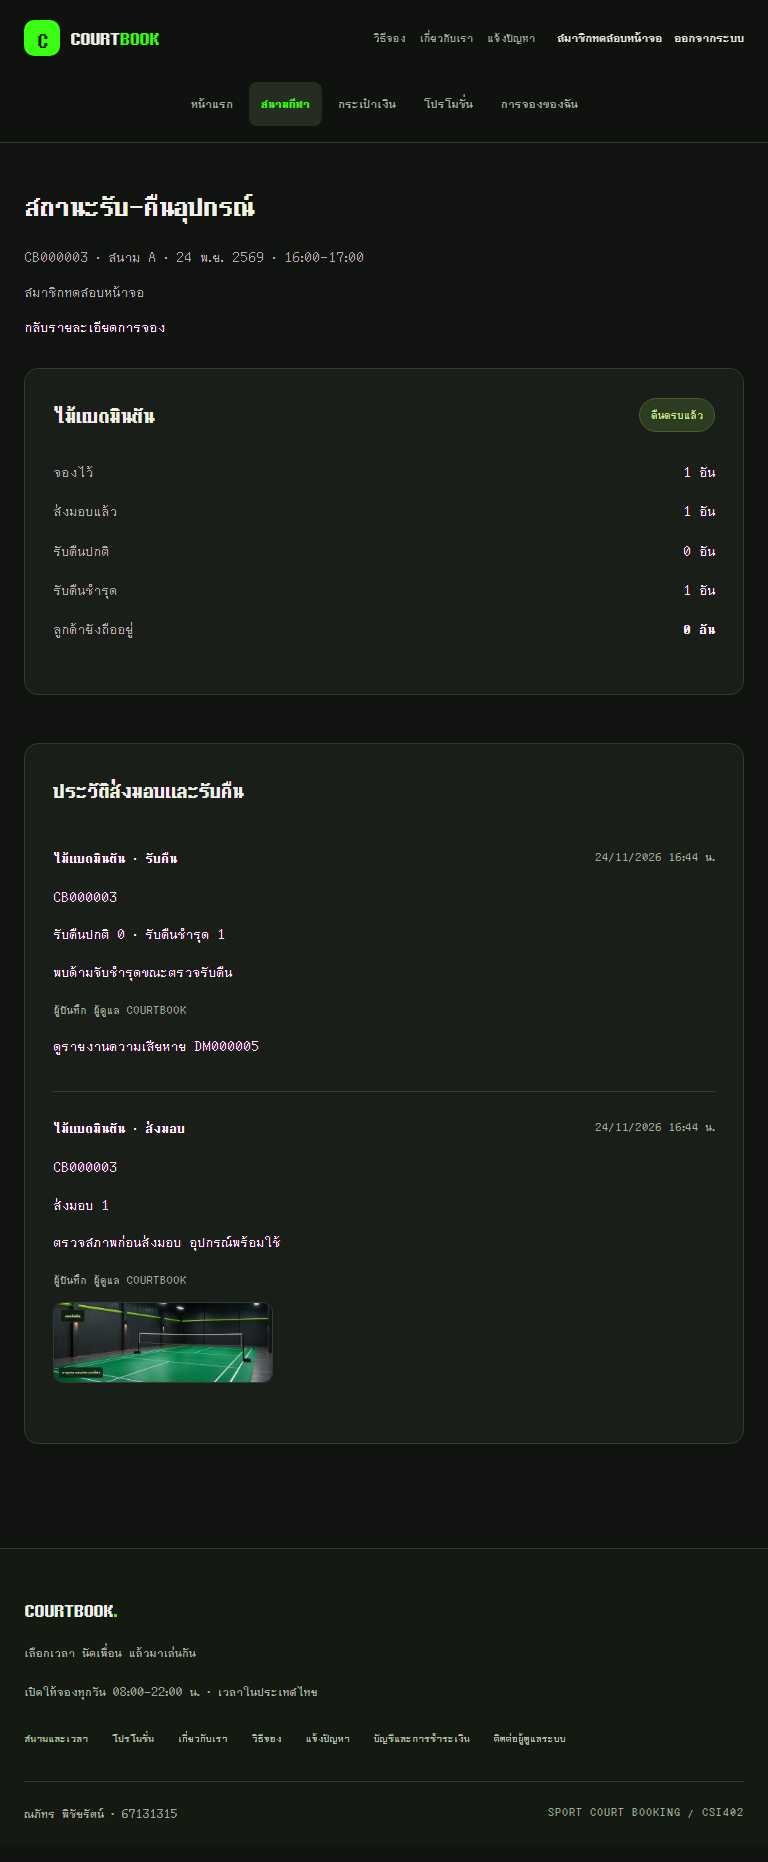 C COURTBOOK
วิธีจอง เกี่ยวกับเรา แจ้งปัญหา สมาชิกทดสอบหน้าจอ ออกจากระบบ
หน้าแรก สนามกีฬา กระเป๋าเงิน โปรโมชั่น การจองของฉัน
สถานะรับ-คืนอุปกรณ์
CB000003 · สนาม A · 24 พ.ย. 2569 · 16:00-17:00
สมาชิกทดสอบหน้าจอ
กลับรายละเอียดการจอง
ไม้แบดมินตัน
คืนครบแล้ว
จองไว้ 1 อัน
ส่งมอบแล้ว 1 อัน
รับคืนปกติ 0 อัน
รับคืนชำรุด 1 อัน
ลูกค้ายังถืออยู่ 0 อัน
ประวัติส่งมอบและรับคืน
ไม้แบดมินตัน · รับคืน 24/11/2026 16:44 น.
CB000003
รับคืนปกติ 0 · รับคืนชำรุด 1
พบด้ามจับชำรุดขณะตรวจรับคืน
ผู้บันทึก ผู้ดูแล COURTBOOK
ดูรายงานความเสียหาย DM000005
ไม้แบดมินตัน · ส่งมอบ 24/11/2026 16:44 น.
CB000003
ส่งมอบ 1
ตรวจสภาพก่อนส่งมอบ อุปกรณ์พร้อมใช้
ผู้บันทึก ผู้ดูแล COURTBOOK
COURTBOOK.
เลือกเวลา นัดเพื่อน แล้วมาเล่นกัน
เปิดให้จองทุกวัน 08:00-22:00 น. · เวลาในประเทศไทย
สนามและเวลา โปรโมชั่น เกี่ยวกับเรา วิธีจอง แจ้งปัญหา บัญชีและการชำระเงิน ติดต่อผู้ดูแลระบบ
ณภัทร พิชัยรัตน์ · 67131315 SPORT COURT BOOKING / CSI402